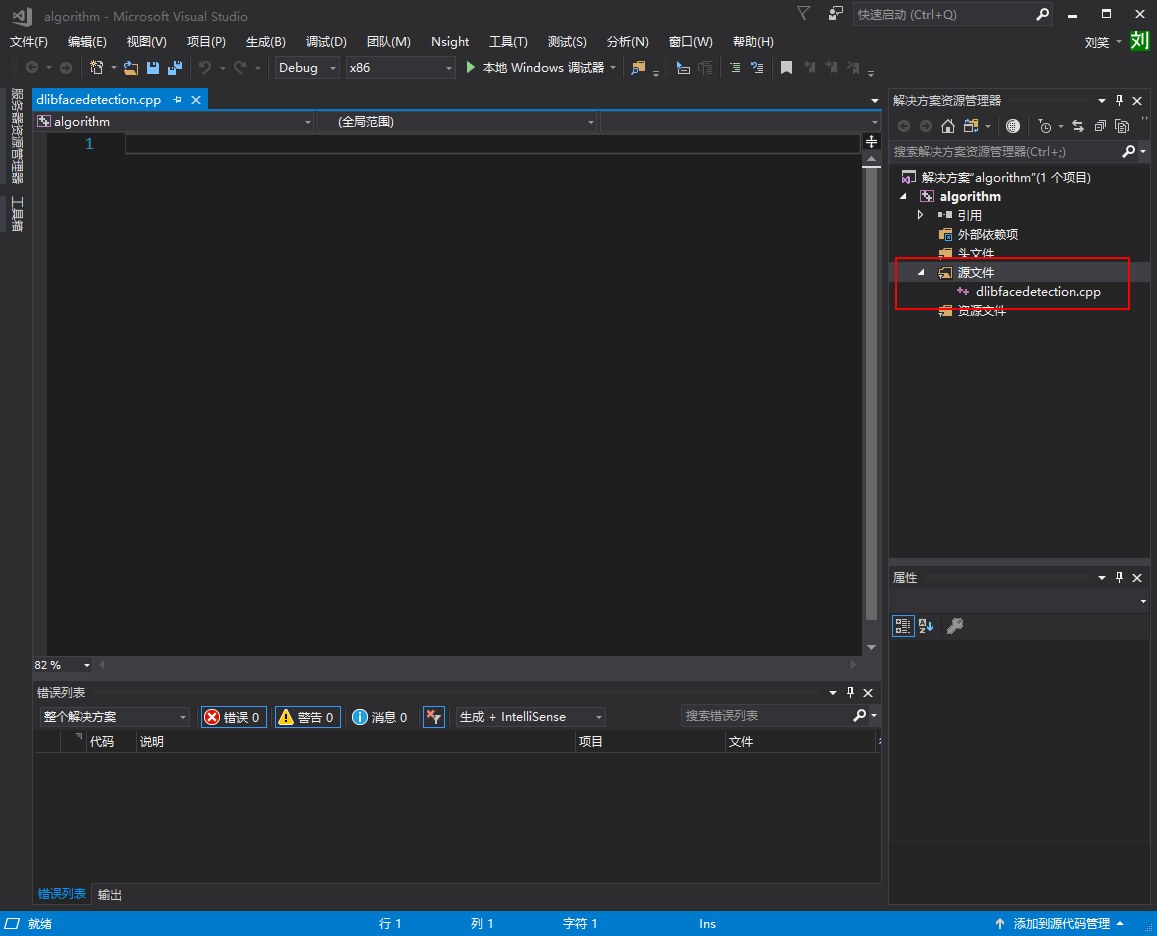 algorithm - Microsoft Visual Studio
快速启动 (Ctrl+Q)
文件(F) 编辑(E) 视图(V) 项目(P) 生成(B) 调试(D) 团队(M) Nsight 工具(T) 测试(S) 分析(N) 窗口(W) 帮助(H) 刘笑 刘
Debug x86 本地 Windows 调试器
服务器资源管理器
工具箱
dlibfacedetection.cpp
algorithm (全局范围)
1
82 %
解决方案资源管理器
搜索解决方案资源管理器(Ctrl+;)
解决方案“algorithm”(1 个项目)
algorithm
引用
外部依赖项
头文件
源文件
dlibfacedetection.cpp
资源文件
属性
错误列表
整个解决方案 错误 0 警告 0 消息 0 生成 + IntelliSense 搜索错误列表
代码 说明 项目 文件
错误列表 输出
就绪 行 1 列 1 字符 1 Ins 添加到源代码管理